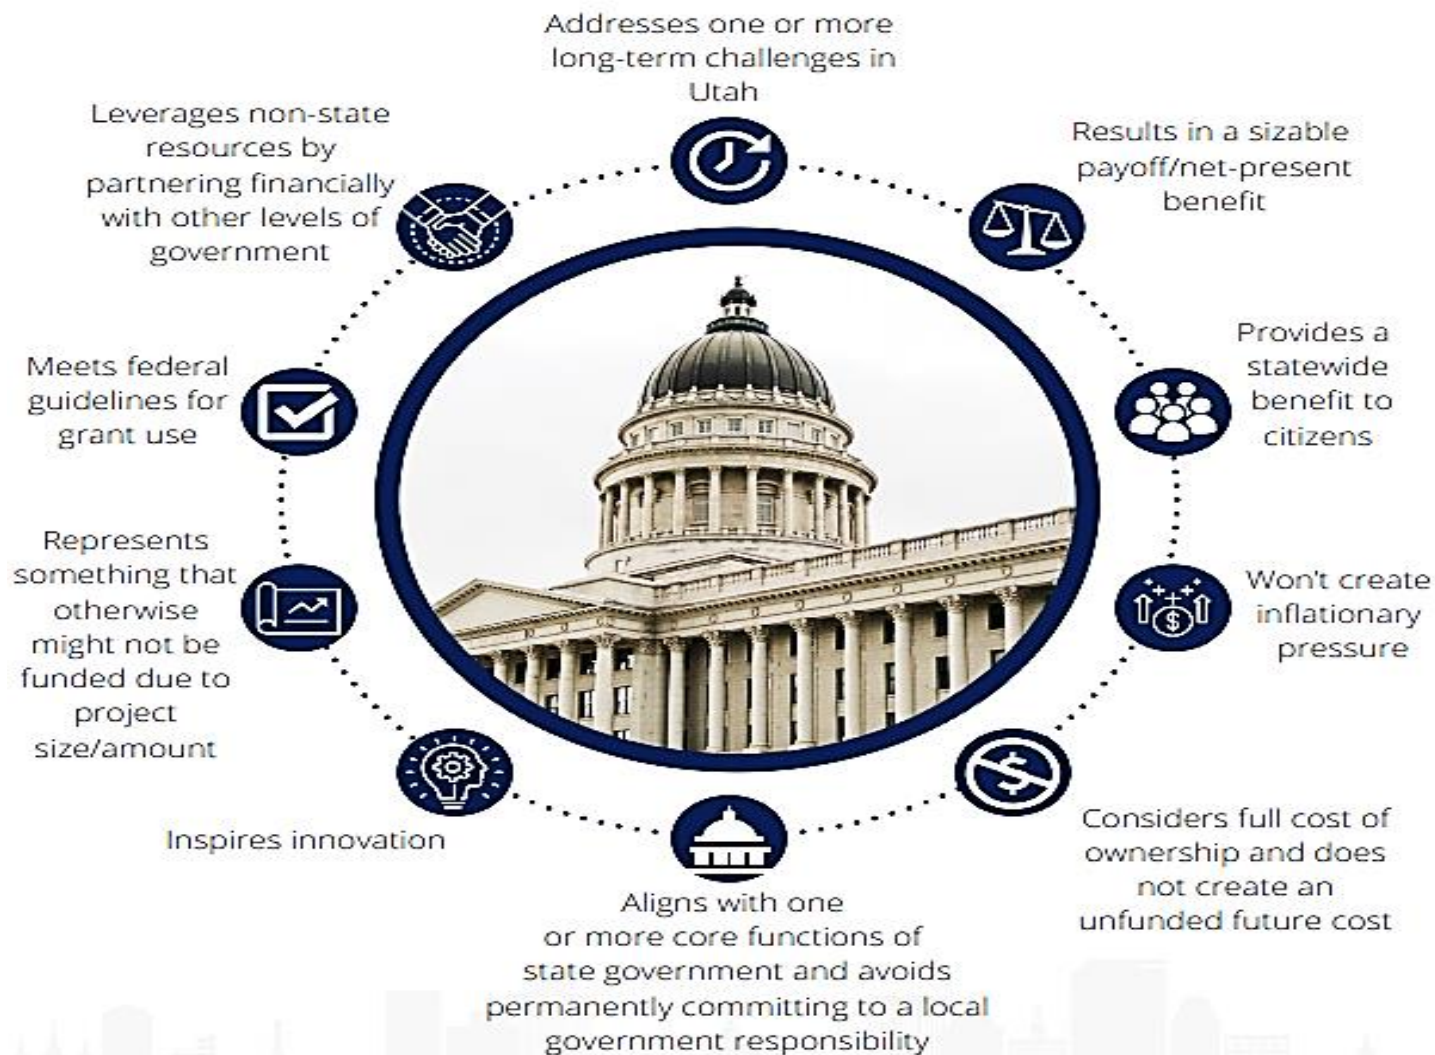 Addresses one or more
long-term challenges in
Utah
Results in a sizable
payoff/net-present
benefit
Provides a
statewide
benefit to
citizens
Won't create
inflationary
pressure
Considers full cost of
ownership and does
not create an
unfunded future cost
Aligns with one
or more core functions of
state government and avoids
permanently committing to a local
government responsibility
Inspires innovation
Represents
something that
otherwise
might not be
funded due to
project
size/amount
Meets federal
guidelines for
grant use
Leverages non-state
resources by
partnering financially
with other levels of
government